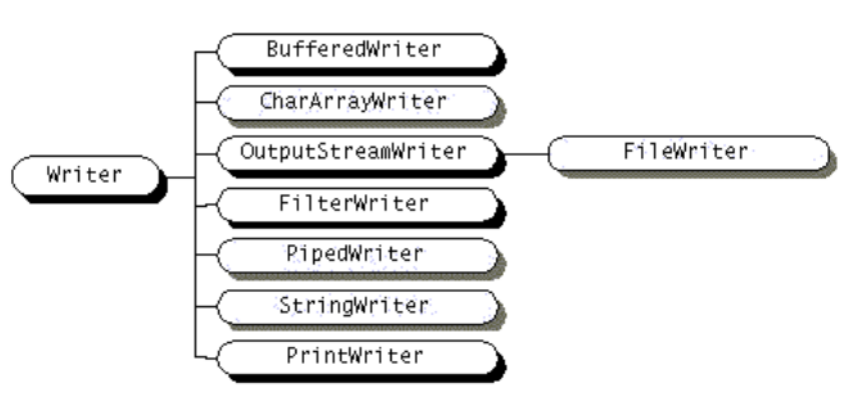 BufferedWriter
CharArrayWriter
OutputStreamWriter
FileWriter
Writer
FilterWriter
PipedWriter
StringWriter
PrintWriter